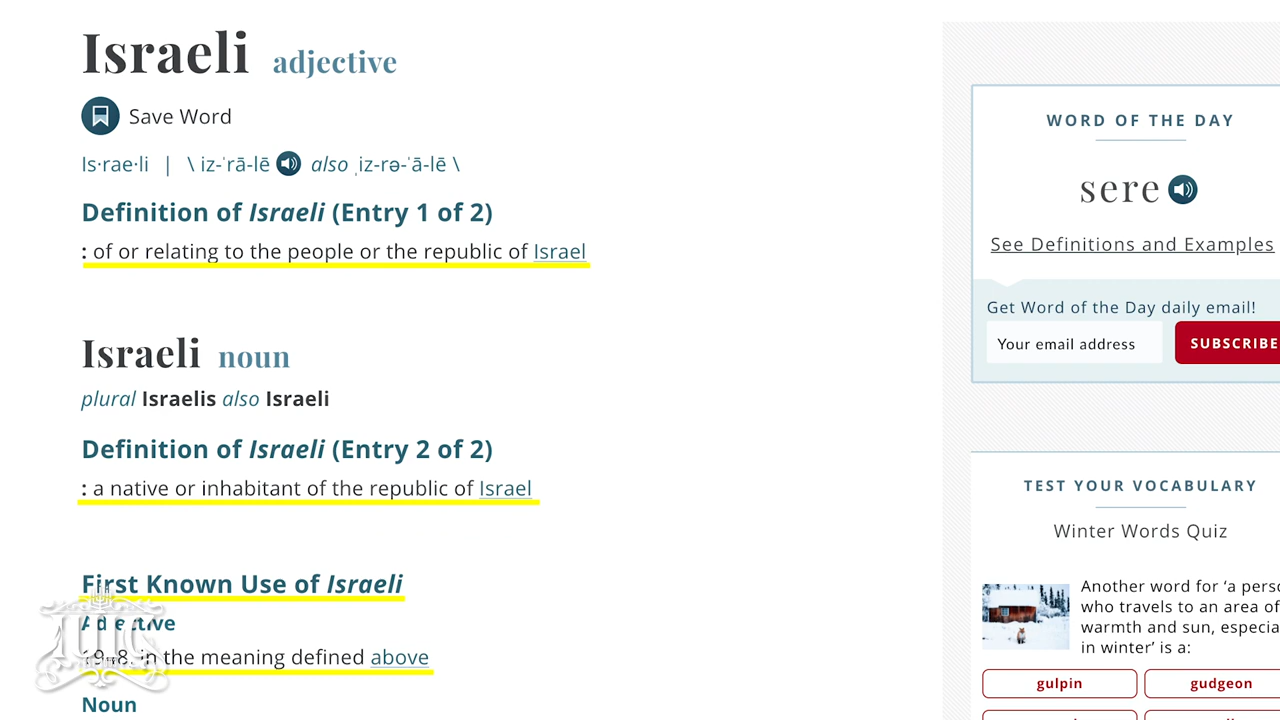 Israeli adjective
Save Word
Is·rae·li | \ iz-ˈrā-lē also ˌiz-rə-ˈā-lē \
Definition of Israeli (Entry 1 of 2)
: of or relating to the people or the republic of Israel
Israeli noun
plural Israelis also Israeli
Definition of Israeli (Entry 2 of 2)
: a native or inhabitant of the republic of Israel
First Known Use of Israeli
Adjective
1948, in the meaning defined above
Noun
WORD OF THE DAY
sere
See Definitions and Examples
Get Word of the Day daily email!
Your email address
SUBSCRIBE
TEST YOUR VOCABULARY
Winter Words Quiz
Another word for ‘a perso
who travels to an area of
warmth and sun, especia
in winter’ is a:
gulpin
gudgeon